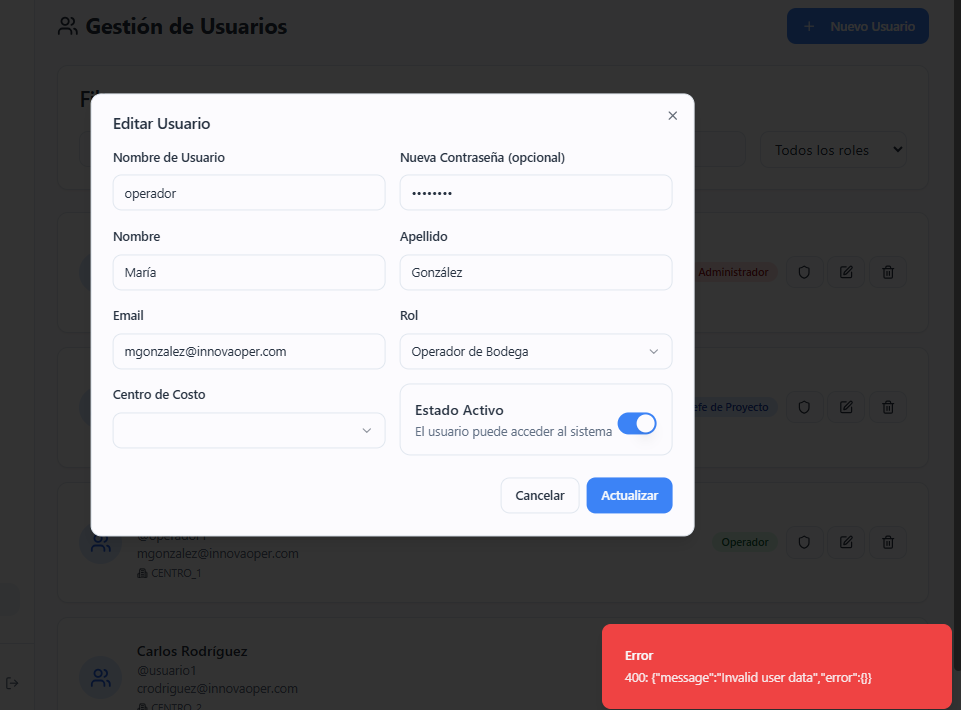 Gestión de Usuarios
Nuevo Usuario
Todos los roles
Editar Usuario
Nombre de Usuario
Nueva Contraseña (opcional)
operador
••••••••
Nombre
Apellido
María
González
Administrador
Email
Rol
mgonzalez@innovaoper.com
Operador de Bodega
Centro de Costo
Estado Activo
El usuario puede acceder al sistema
efe de Proyecto
Cancelar
Actualizar
@operador1
mgonzalez@innovaoper.com
CENTRO_1
Operador
Carlos Rodríguez
@usuario1
crodriguez@innovaoper.com
CENTRO_2
Error
400: {"message":"Invalid user data","error":{}}